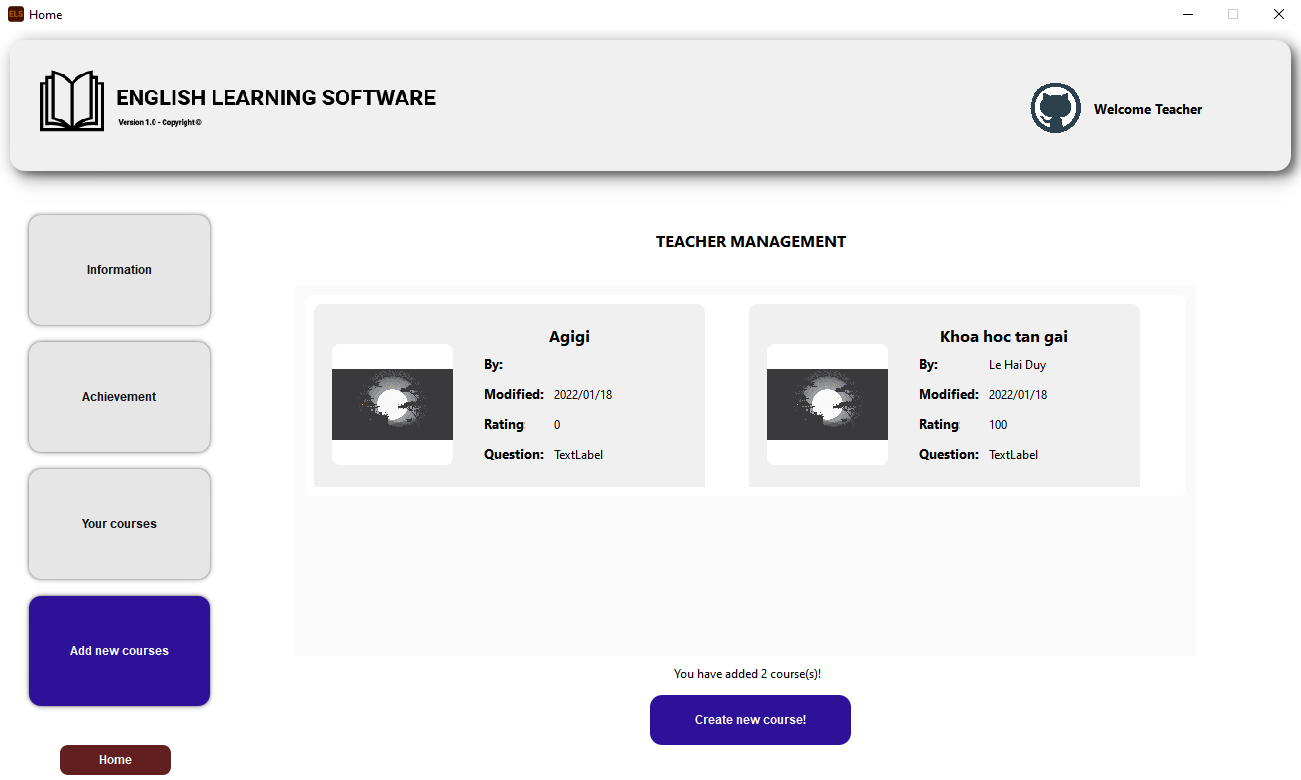 ELS Home
ENGLISH LEARNING SOFTWARE
Version 1.0 - Copyright©
Welcome Teacher
Information
Achievement
Your courses
Add new courses
Home
TEACHER MANAGEMENT
Agigi
By:
Modified: 2022/01/18
Rating: 0
Question: TextLabel
Khoa hoc tan gai
By: Le Hai Duy
Modified: 2022/01/18
Rating: 100
Question: TextLabel
You have added 2 course(s)!
Create new course!